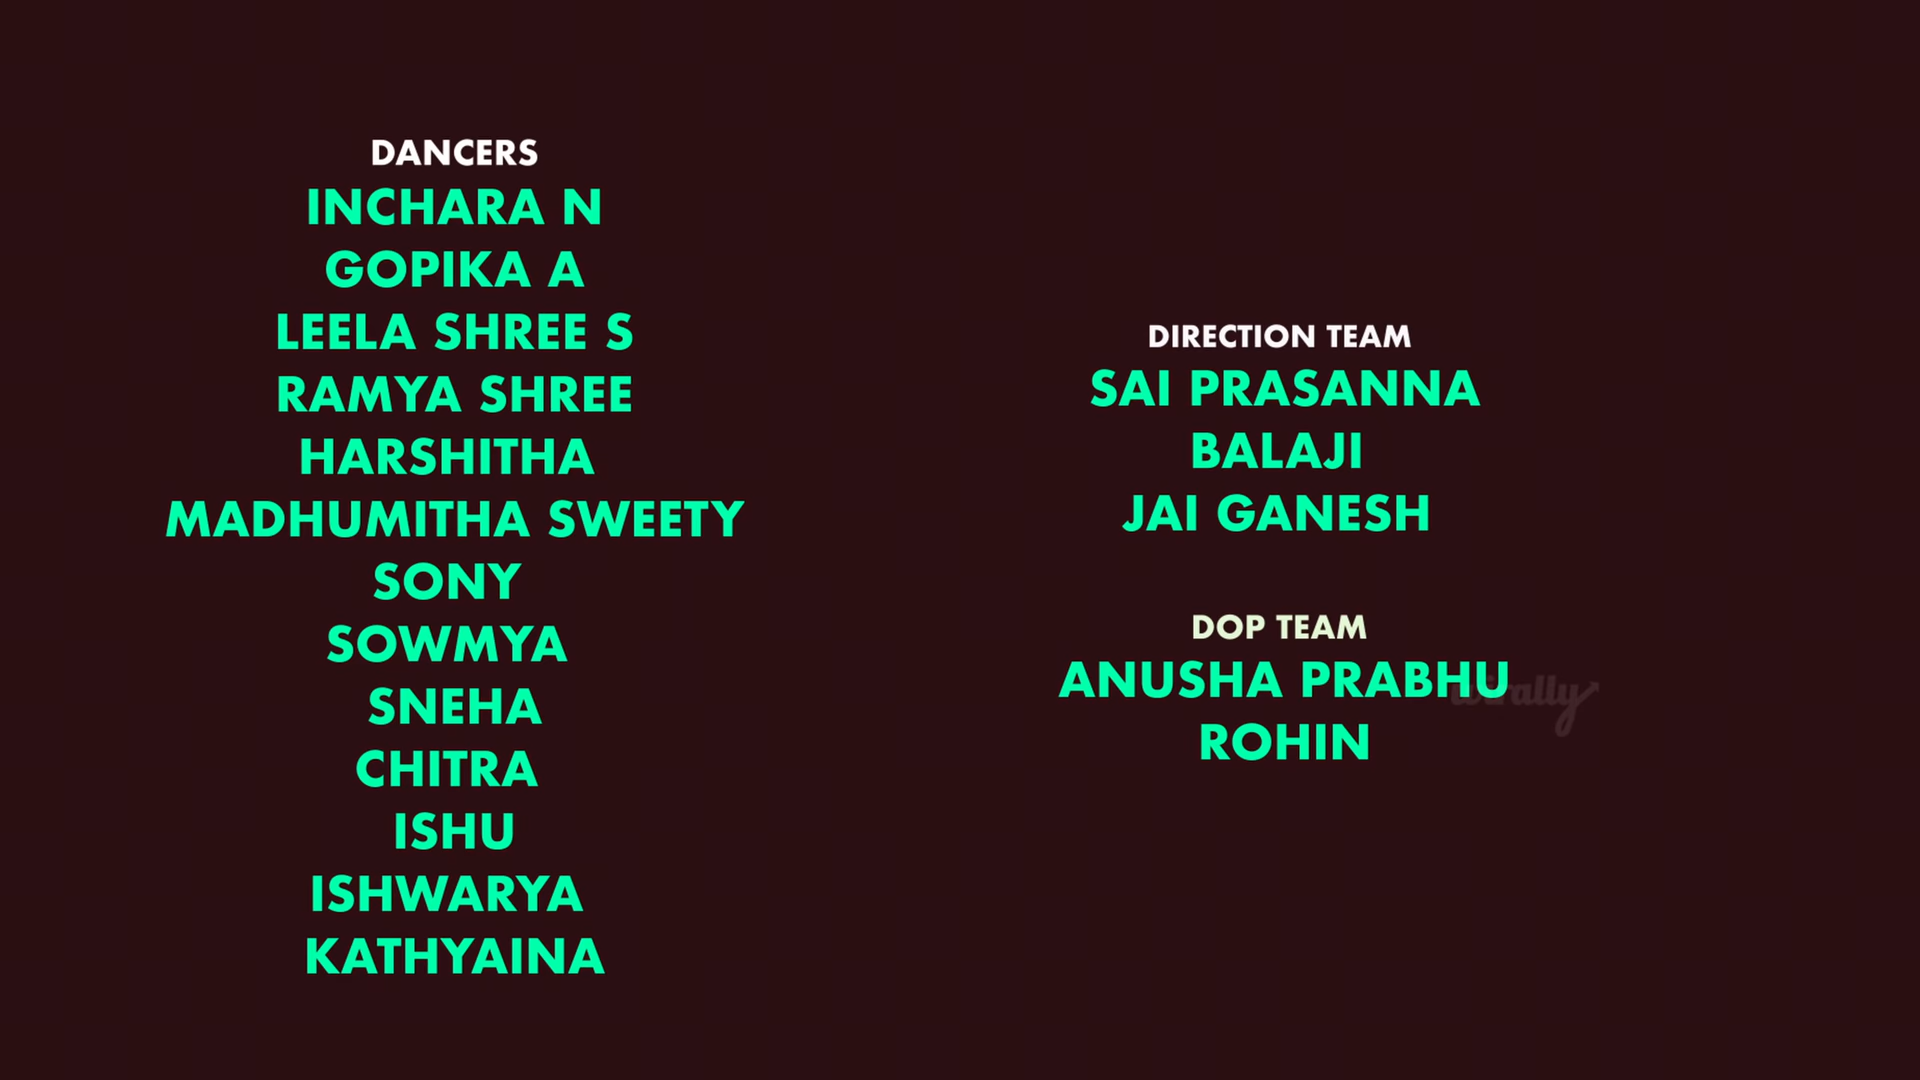 DANCERS
INCHARA N
GOPIKA A
LEELA SHREE S
RAMYA SHREE
HARSHITHA
MADHUMITHA SWEETY
SONY
SOWMYA
SNEHA
CHITRA
ISHU
ISHWARYA
KATHYAINA
DIRECTION TEAM
SAI PRASANNA
BALAJI
JAI GANESH
DOP TEAM
ANUSHA PRABHU
wirally
ROHIN